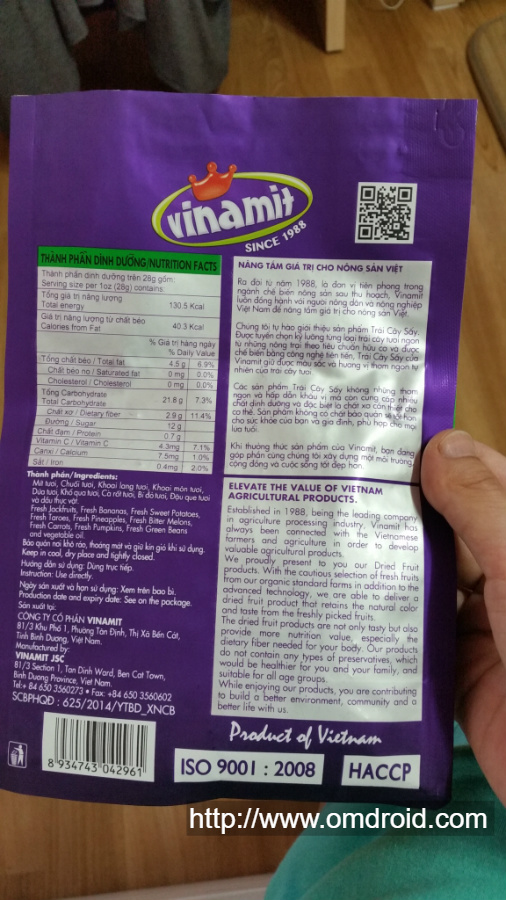 vinamit
SINCE 1988
THÀNH PHẦN DINH DƯỠNG/NUTRITION FACTS
Thành phần dinh dưỡng trên 28g gồm:
Serving size per 1oz (28g) contains:
Tổng giá trị năng lượng
Total energy 130.5 Kcal
Giá trị năng lượng từ chất béo
Calories from Fat 40.3 Kcal
% Giá trị hàng ngày
% Daily Value
Tổng chất béo / Total fat 4.5 g 6.9%
Chất béo no / Saturated fat 0 mg 0.0%
Cholesterol / Cholesterol 0 mg 0.0%
Tổng Carbohydrate
Total Carbohydrate 21.8 g 7.3%
Chất xơ / Dietary fiber 2.9 g 11.4%
Đường / Sugar 12 g
Chất đạm / Protein 0.7 g
Vitamin C / Vitamin C 4.3mg 7.1%
Canxi / Calcium 7.5mg 1.0%
Sắt / Iron 0.4mg 2.0%
Thành phần/Ingredients:
Mít tươi, Chuối tươi, Khoai lang tươi, Khoai môn tươi,
Dứa tươi, Khổ qua tươi, Cà rốt tươi, Bí đỏ tươi, Đậu que tươi
và dầu thực vật.
Fresh Jackfruits, Fresh Bananas, Fresh Sweet Potatoes,
Fresh Taroes, Fresh Pineapples, Fresh Bitter Melons,
Fresh Carrots, Fresh Pumpkins, Fresh Green Beans
and vegetable oil.
Bảo quản nơi khô ráo, thoáng mát và giữ kín gió khi sử dụng.
Keep in cool, dry place and tightly closed.
Hướng dẫn sử dụng: Dùng trực tiếp.
Instruction: Use directly.
Ngày sản xuất và hạn sử dụng: Xem trên bao bì.
Production date and expiry date: See on the package.
Sản xuất tại:
CÔNG TY CỔ PHẦN VINAMIT
81/3 Khu Phố 1, Phường Tân Định, Thị Xã Bến Cát,
Tỉnh Bình Dương, Việt Nam.
Manufactured by:
VINAMIT JSC
81/3 Section 1, Tan Dinh Ward, Ben Cat Town,
Binh Duong Province, Viet Nam.
Tel:+ 84 650 3560273 • Fax: +84 650 3560602
SCBPHQĐ : 625/2014/YTBD_XNCB
8 934743 042961
NÂNG TẦM GIÁ TRỊ CHO NÔNG SẢN VIỆT
Ra đời từ năm 1988, là đơn vị tiên phong trong
ngành chế biến nông sản sau thu hoạch, Vinamit
luôn đồng hành với người nông dân và nông nghiệp
Việt Nam để nâng tầm giá trị cho nông sản Việt.
Chúng tôi tự hào giới thiệu sản phẩm Trái Cây Sấy.
Được tuyển chọn kỹ lưỡng từng loại trái cây tươi ngon
từ những nông trại theo tiêu chuẩn hữu cơ và được
chế biến bằng công nghệ tiên tiến, Trái Cây Sấy của
Vinamit giữ được màu sắc và hương vị thơm ngon tự
nhiên của trái cây tươi.
Các sản phẩm Trái Cây Sấy không những thơm
ngon và hấp dẫn khẩu vị mà còn cung cấp nhiều
chất dinh dưỡng và đặc biệt là chất xơ cần thiết cho
cơ thể. Sản phẩm không có chất bảo quản, tốt hơn
cho sức khỏe của bạn và gia đình, phù hợp cho mọi
lứa tuổi.
Khi thưởng thức sản phẩm của Vinamit, bạn đang
góp phần cùng chúng tôi xây dựng một môi trường,
cộng đồng và cuộc sống tốt đẹp hơn.
ELEVATE THE VALUE OF VIETNAM
AGRICULTURAL PRODUCTS.
Established in 1988, being the leading company
in agriculture processing industry, Vinamit has
always been connected with the Vietnamese
farmers and agriculture in order to develop
valuable agricultural products.
We proudly present to you our Dried Fruit
products. With the cautious selection of fresh fruits
from our organic standard farms in addition to the
advanced technology, we are able to deliver a
dried fruit product that retains the natural color
and taste from the freshly picked fruits.
The dried fruit products are not only tasty but also
provide more nutrition value, especially the
dietary fiber needed for your body. Our products
do not contain any types of preservatives, which
would be healthier for you and your family, and
suitable for all age groups.
While enjoying our products, you are contributing
to build a better environment, community and a
better life with us.
Product of Vietnam
ISO 9001 : 2008 HACCP
http://www.omdroid.com